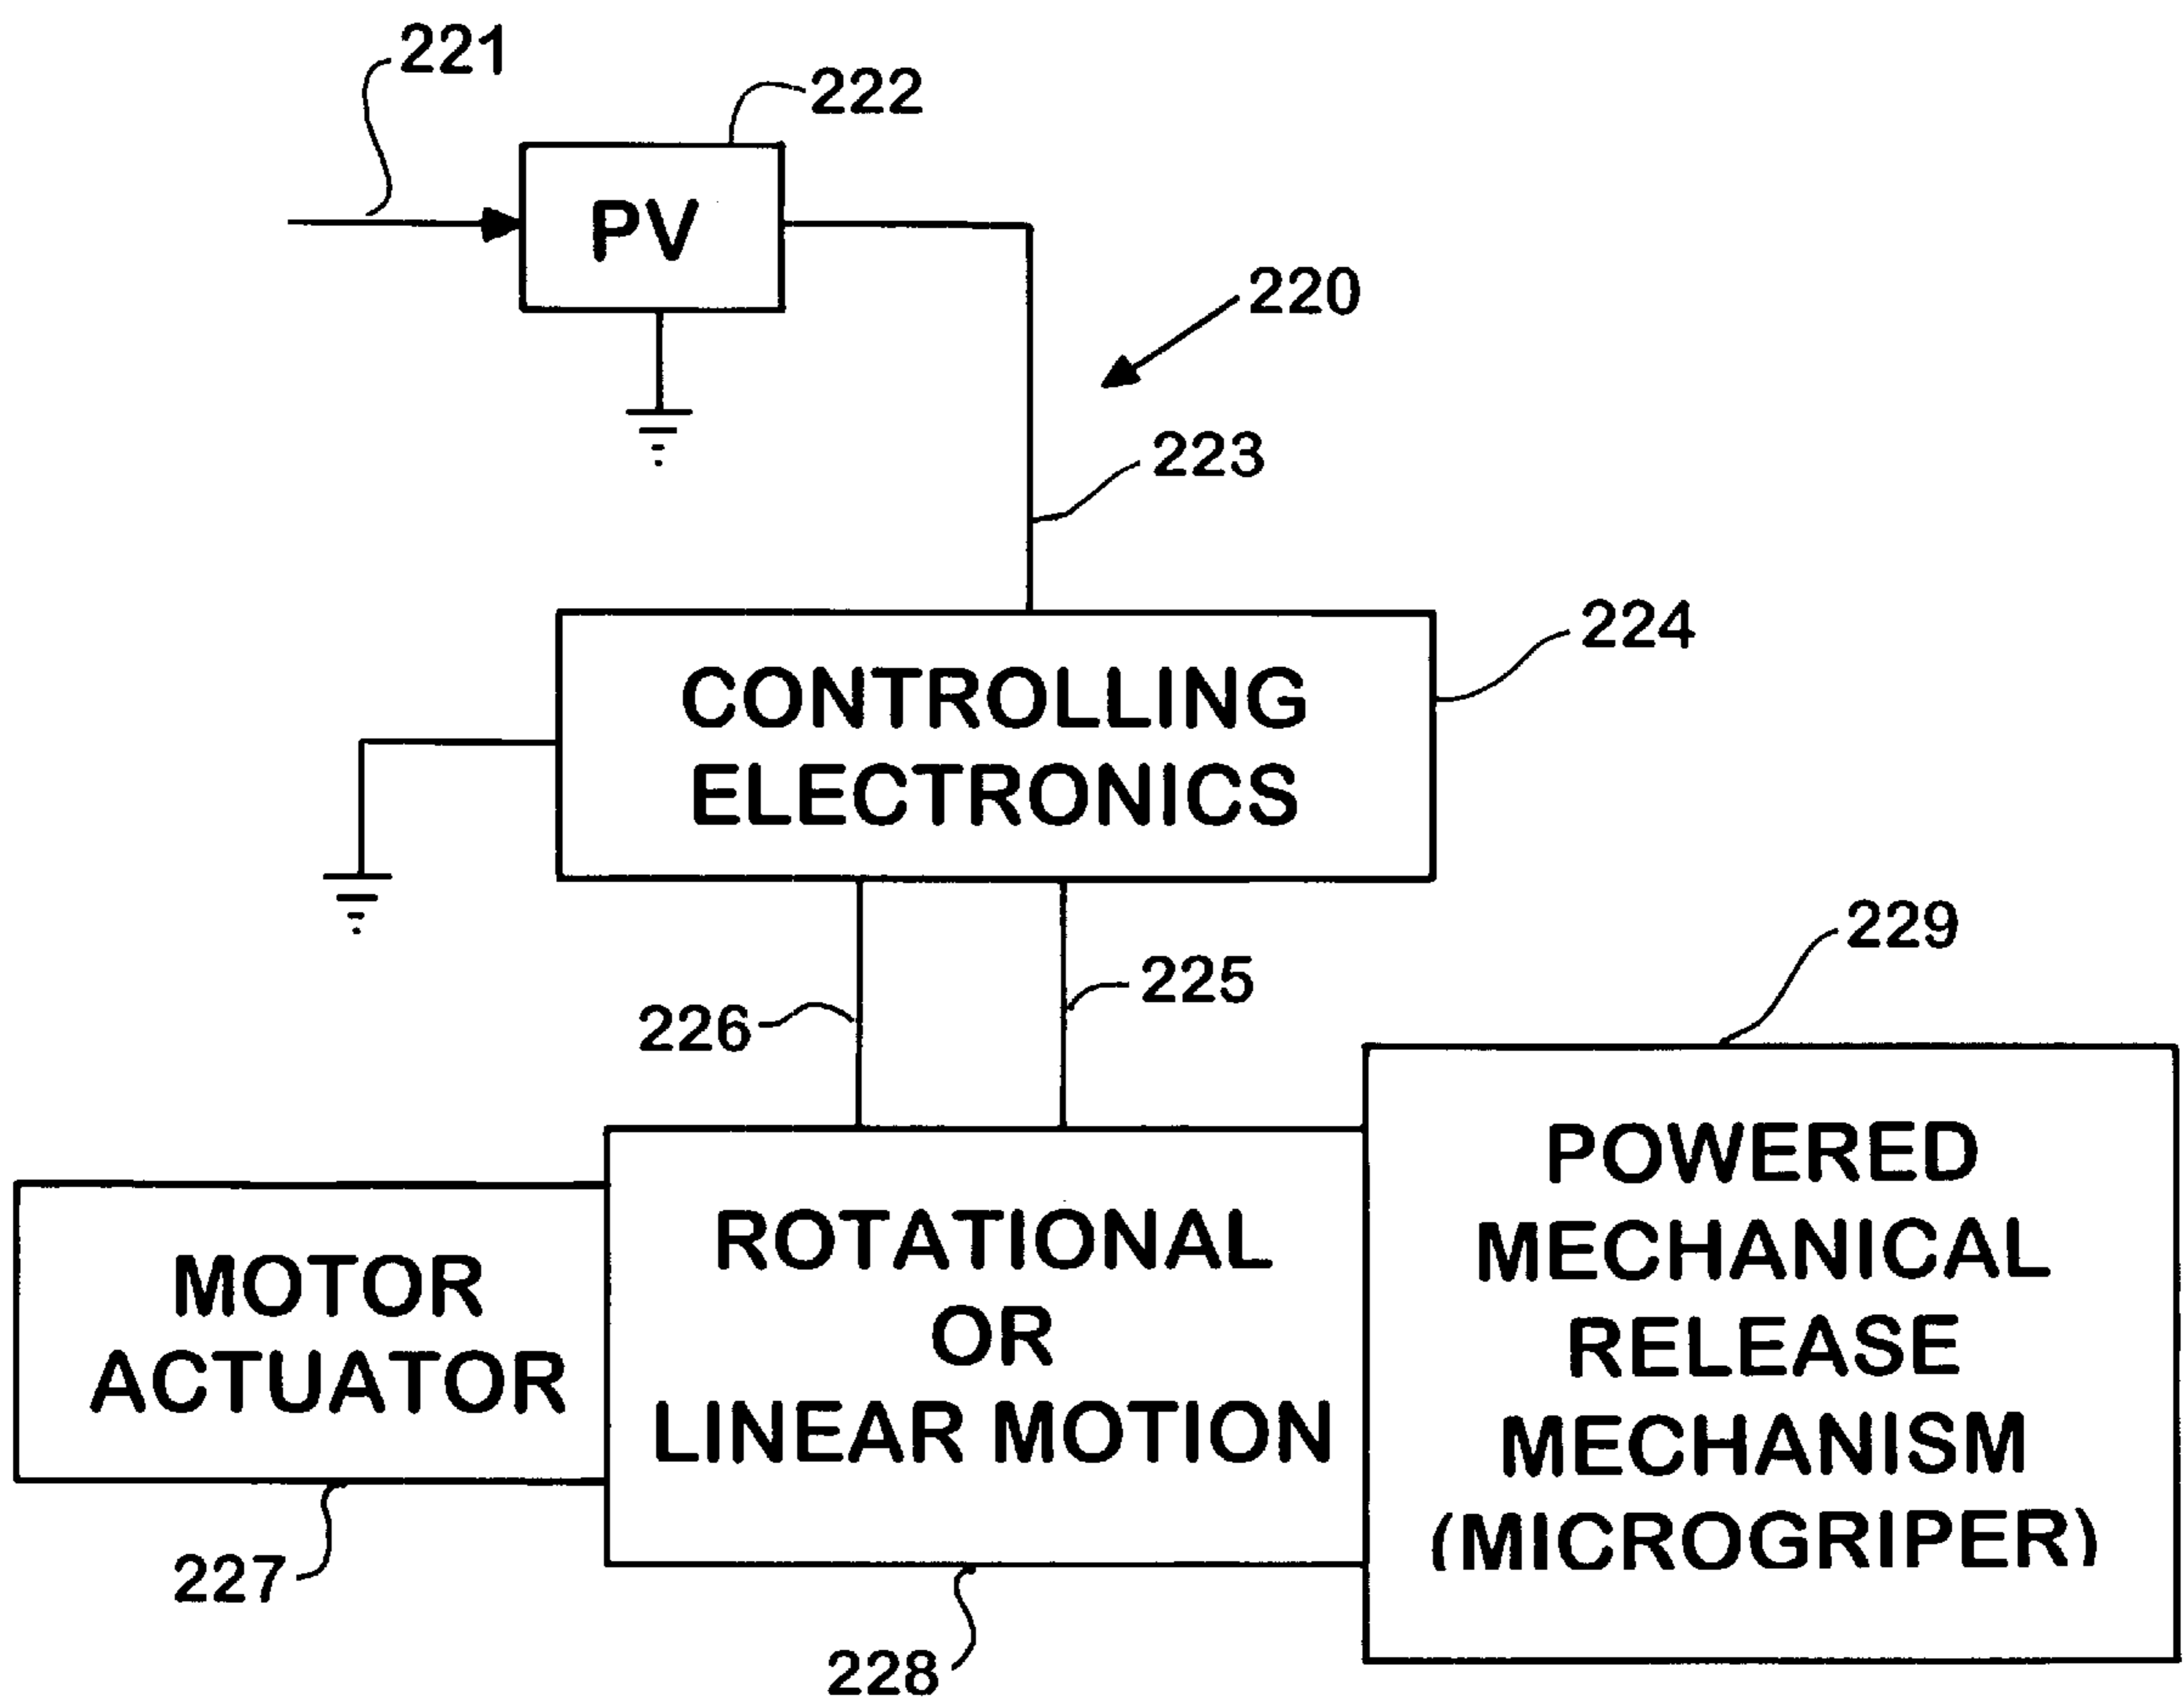 221
222
PV
220
223
224
CONTROLLING
ELECTRONICS
229
225
226
POWERED
MECHANICAL
RELEASE
MECHANISM
(MICROGRIPER)
ROTATIONAL
OR
LINEAR MOTION
MOTOR
ACTUATOR
227
228